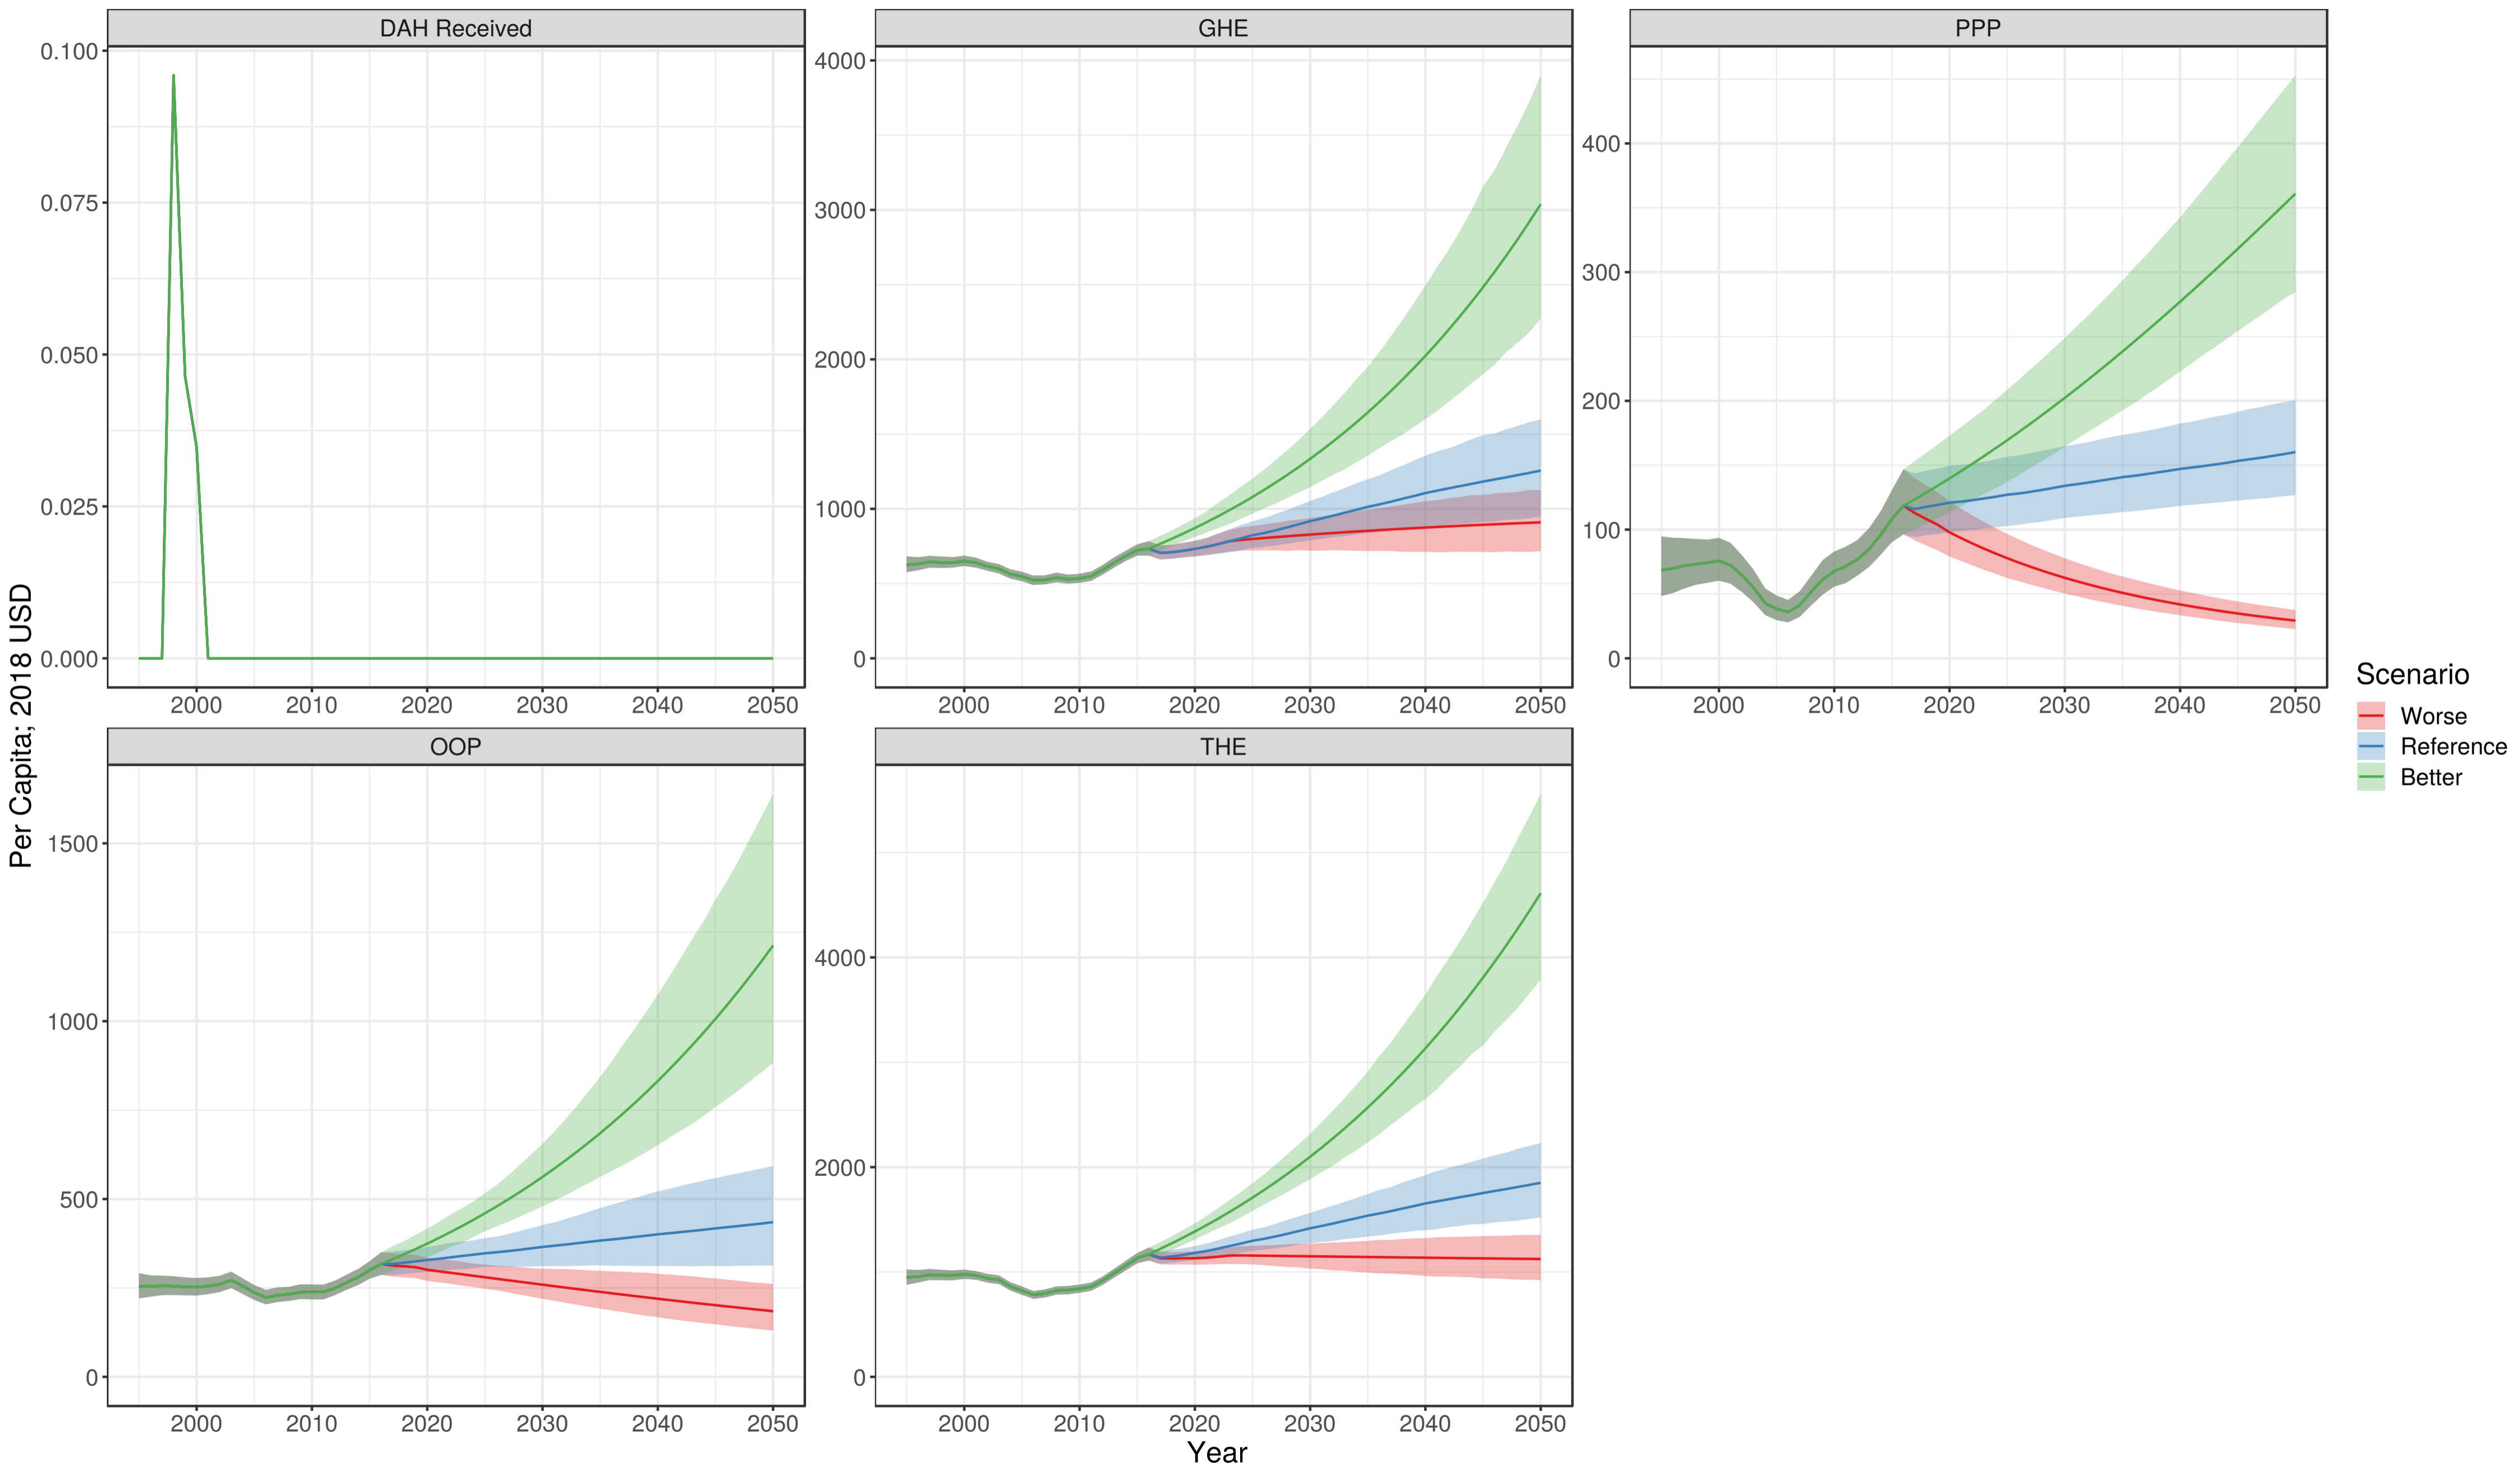 DAH Received
GHE
PPP
0.100
0.075
0.050
0.025
0.000
4000
3000
2000
1000
0
400
300
200
100
0
2000 2010 2020 2030 2040 2050
2000 2010 2020 2030 2040 2050
2000 2010 2020 2030 2040 2050
Per Capita; 2018 USD
Scenario
Worse
Reference
Better
OOP
THE
1500
1000
500
0
4000
2000
0
2000 2010 2020 2030 2040 2050
2000 2010 2020 2030 2040 2050
Year